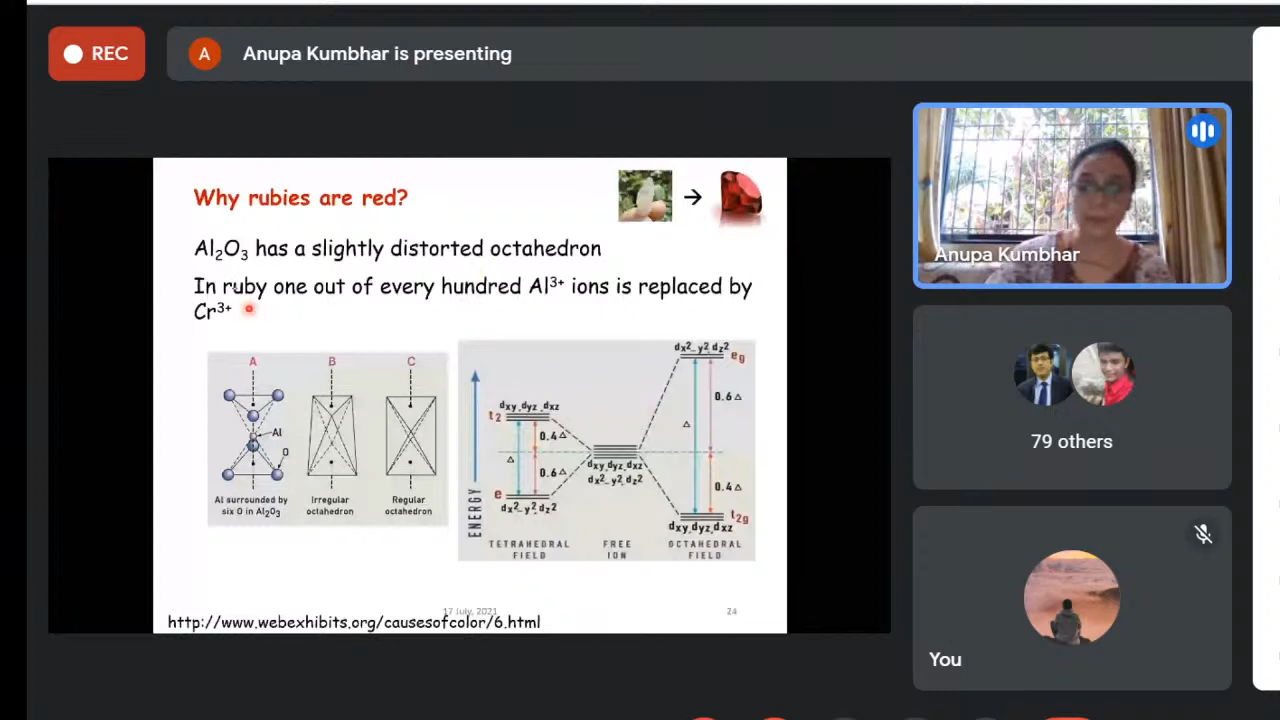 REC
A
Anupa Kumbhar is presenting
Why rubies are red?
Al₂O₃ has a slightly distorted octahedron
In ruby one out of every hundred Al³⁺ ions is replaced by
Cr³⁺
A B C
Al
O
Al surrounded by
six O in Al₂O₃
Irregular
octahedron
Regular
octahedron
ENERGY
dxy, dyz, dxz
t₂
0.4Δ
Δ
0.6Δ
e
dx²-y², dz²
TETRAHEDRAL
FIELD
dxy, dyz, dxz
dx²-y², dz²
FREE
ION
dx²-y², dz²
eg
0.6Δ
Δ
0.4Δ
t₂g
dxy, dyz, dxz
OCTAHEDRAL
FIELD
17 July, 2021
24
http://www.webexhibits.org/causesofcolor/6.html
Anupa Kumbhar
79 others
You